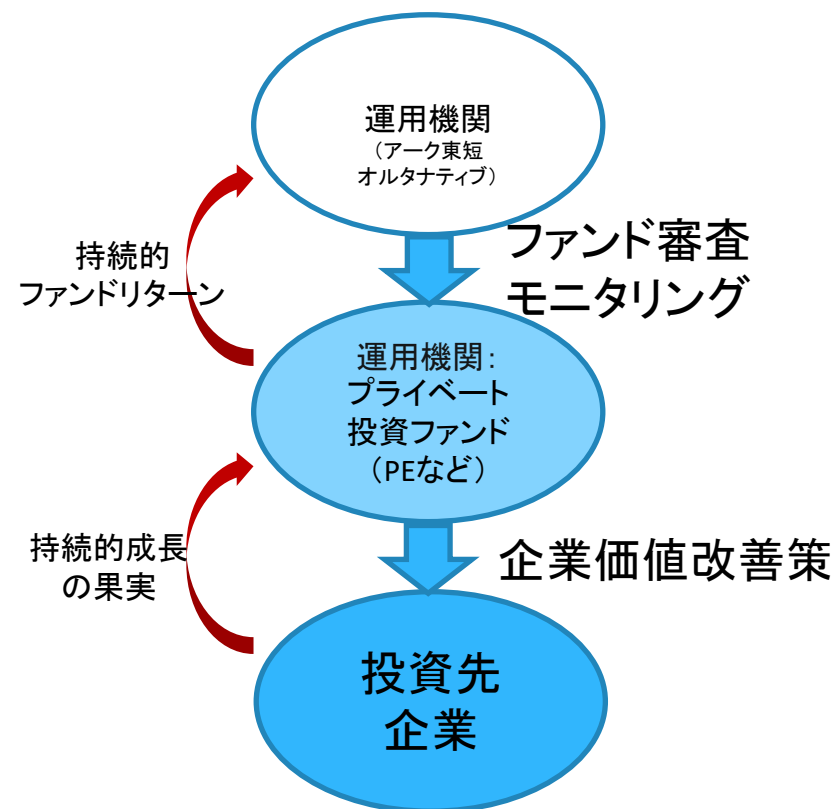 運用機関
（アーク東短
オルタナティブ）
ファンド審査
モニタリング
持続的
ファンドリターン
運用機関：
プライベート
投資ファンド
（PEなど）
企業価値改善策
持続的成長
の果実
投資先
企業